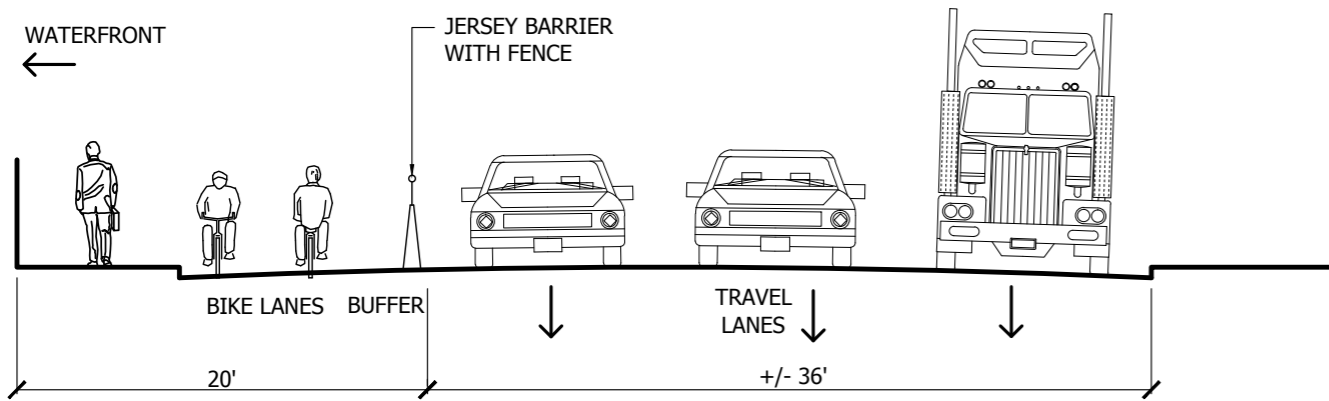 WATERFRONT
JERSEY BARRIER
WITH FENCE
BIKE LANES
BUFFER
TRAVEL
LANES
20'
+/- 36'